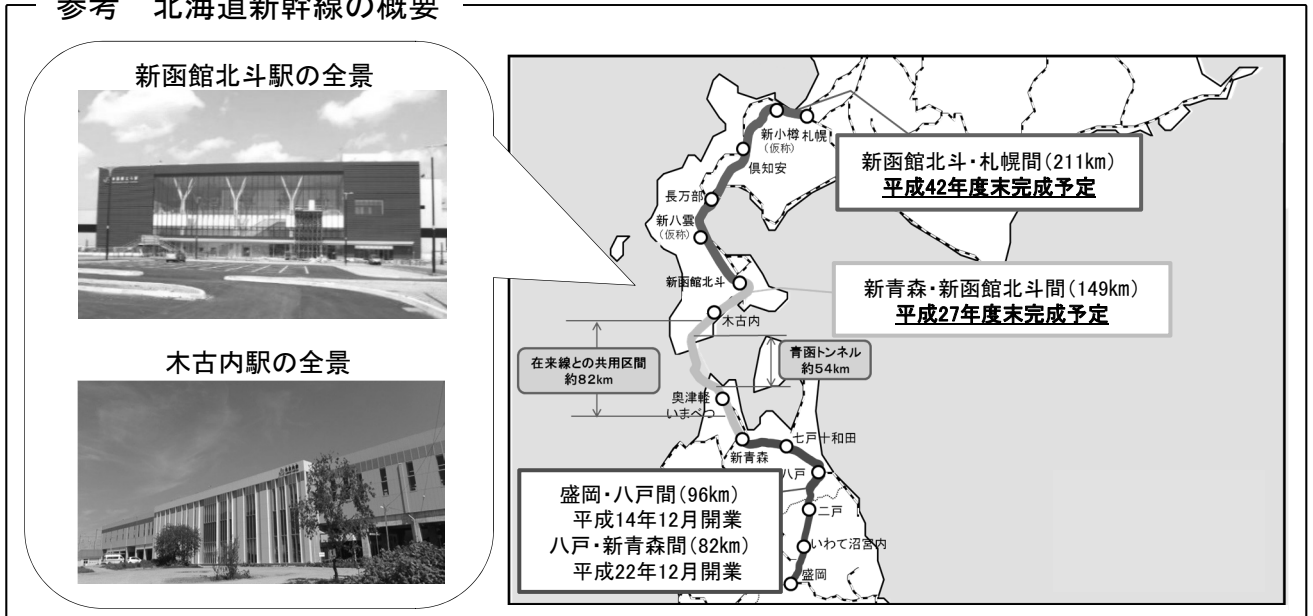 参考 北海道新幹線の概要
新函館北斗駅の全景
木古内駅の全景
新小樽
(仮称)
札幌
倶知安
長万部
新八雲
(仮称)
新函館北斗
木古内
新函館北斗・札幌間(211km)
平成42年度末完成予定
新青森・新函館北斗間(149km)
平成27年度末完成予定
在来線との共用区間
約82km
青函トンネル
約54km
奥津軽
いまべつ
新青森
七戸十和田
八戸
二戸
いわて沼宮内
盛岡
盛岡・八戸間(96km)
平成14年12月開業
八戸・新青森間(82km)
平成22年12月開業